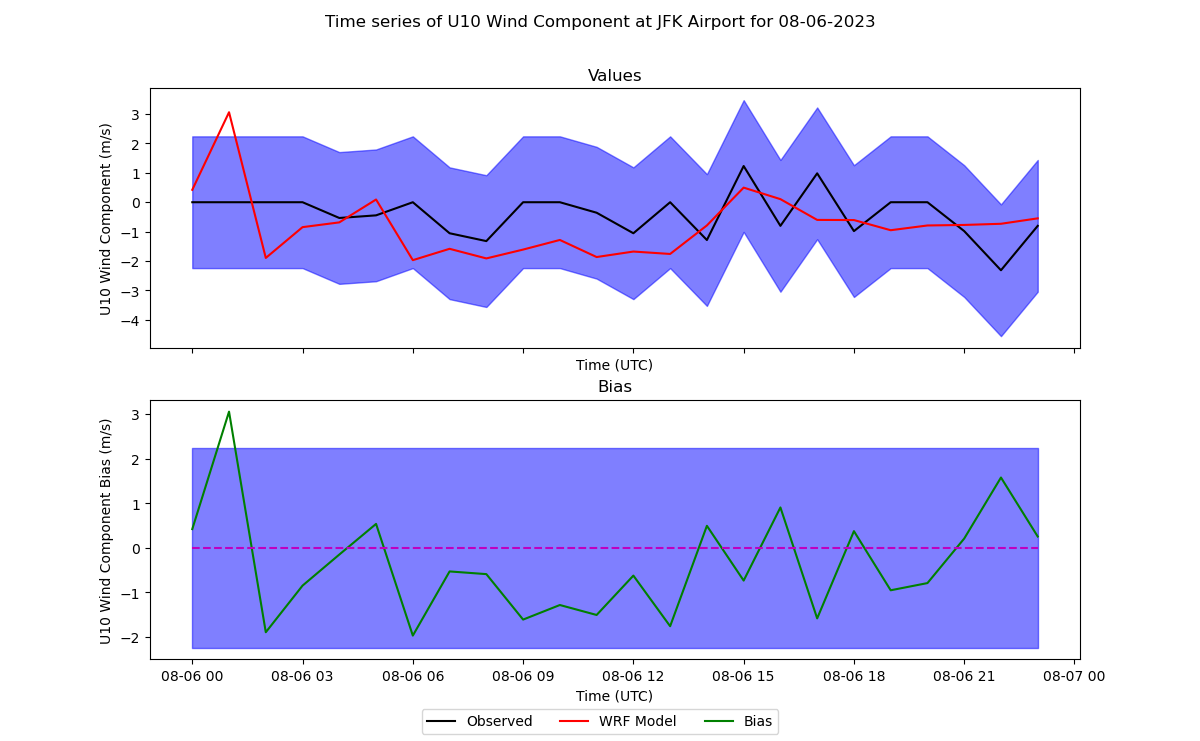 Time series of U10 Wind Component at JFK Airport for 08-06-2023
Values
U10 Wind Component (m/s)
3
2
1
0
−1
−2
−3
−4
Time (UTC)
Bias
U10 Wind Component Bias (m/s)
3
2
1
0
−1
−2
08-06 00 08-06 03 08-06 06 08-06 09 08-06 12 08-06 15 08-06 18 08-06 21 08-07 00
Time (UTC)
Observed WRF Model Bias